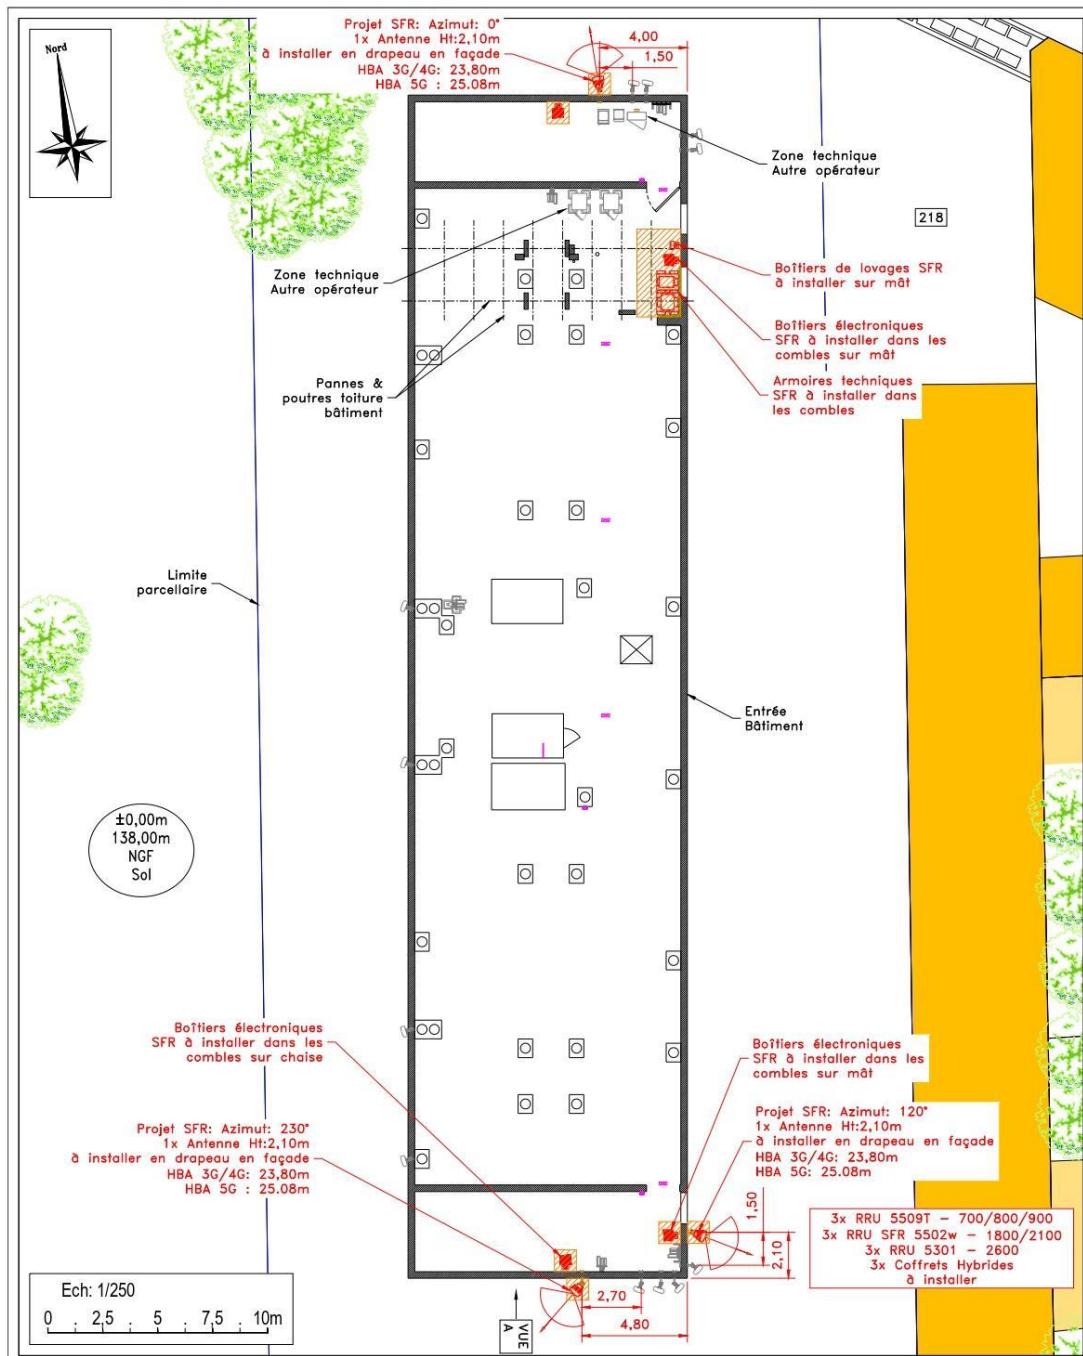 Nord
Projet SFR: Azimut: 0°
1x Antenne Ht:2,10m
à installer en drapeau en façade
HBA 3G/4G: 23,80m
HBA 5G : 25.08m
4,00
1,50
Zone technique
Autre opérateur
218
Zone technique
Autre opérateur
Boîtiers de lovages SFR
à installer sur mât
Boîtiers électroniques
SFR à installer dans les
combles sur mât
Armoires techniques
SFR à installer dans
les combles
Pannes &
poutres toiture
bâtiment
Limite
parcellaire
Entrée
Bâtiment
±0,00m
138,00m
NGF
Sol
Boîtiers électroniques
SFR à installer dans les
combles sur chaise
Boîtiers électroniques
SFR à installer dans les
combles sur mât
Projet SFR: Azimut: 230°
1x Antenne Ht:2,10m
à installer en drapeau en façade
HBA 3G/4G: 23,80m
HBA 5G : 25.08m
Projet SFR: Azimut: 120°
1x Antenne Ht:2,10m
à installer en drapeau en façade
HBA 3G/4G: 23,80m
HBA 5G: 25.08m
1,50
2,10
3x RRU 5509T - 700/800/900
3x RRU SFR 5502w - 1800/2100
3x RRU 5301 - 2600
3x Coffrets Hybrides
à installer
2,70
4,80
VUE
A
Ech: 1/250
0 2,5 5 7,5 10m